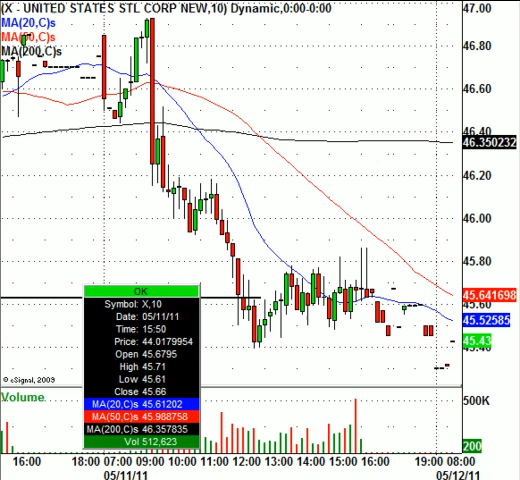 (X - UNITED STATES STL CORP NEW,10) Dynamic,0:00-0:00
MA(20,C)s
MA(50,C)s
MA(200,C)s
47.00
46.80
46.60
46.40
46.350232
46.20
46.00
45.80
45.641698
45.60
45.52585
45.43
45.40
OK
Symbol: X,10
Date: 05/11/11
Time: 15:50
Price: 44.0179954
Open 45.6795
High 45.71
Low 45.61
Close 45.66
MA(20,C)s 45.61202
MA(50,C)s 45.988758
MA(200,C)s 46.357835
Vol 512,623
© eSignal, 2009
Volume
500K
200
16:00 18:00 07:00 09:00 10:00 11:00 12:00 13:00 14:00 15:00 16:00 19:00 08:00
05/11/11 05/12/11